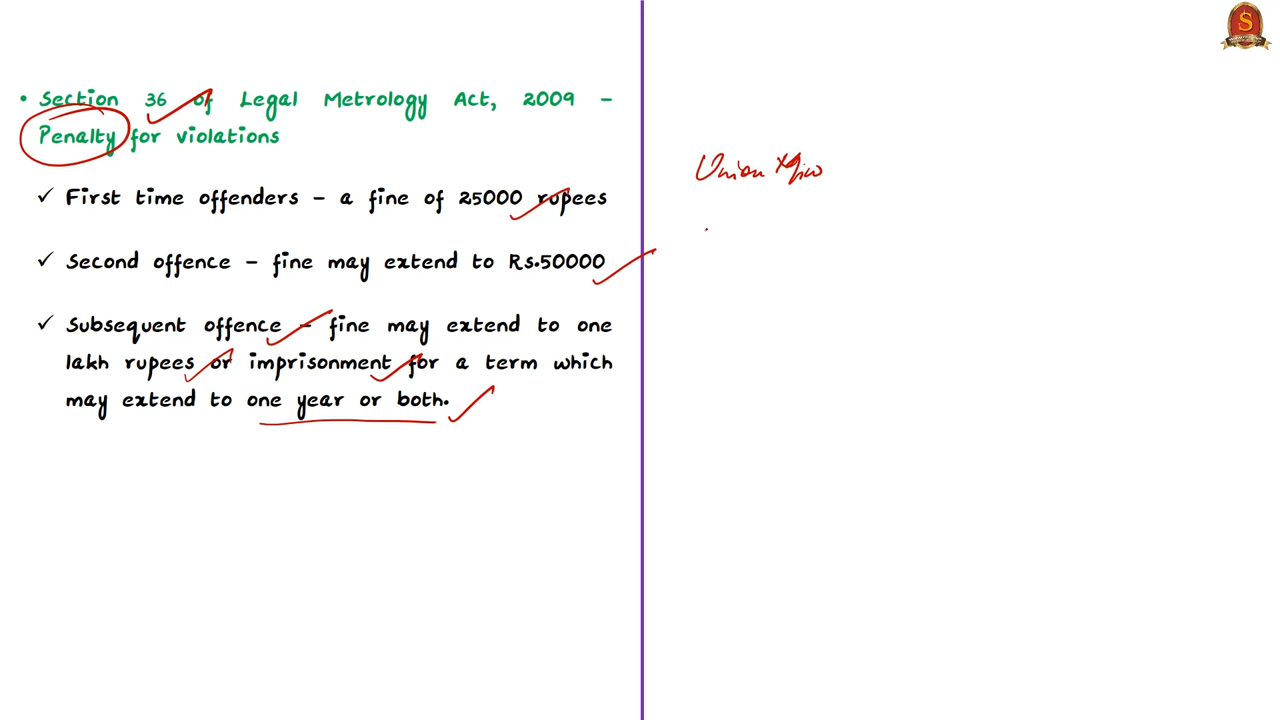 • Section 36 of Legal Metrology Act, 2009 –
Penalty for violations
✓ First time offenders – a fine of 25000 rupees
✓ Second offence – fine may extend to Rs.50000
✓ Subsequent offence – fine may extend to one
lakh rupees or imprisonment for a term which
may extend to one year or both.
Union
S